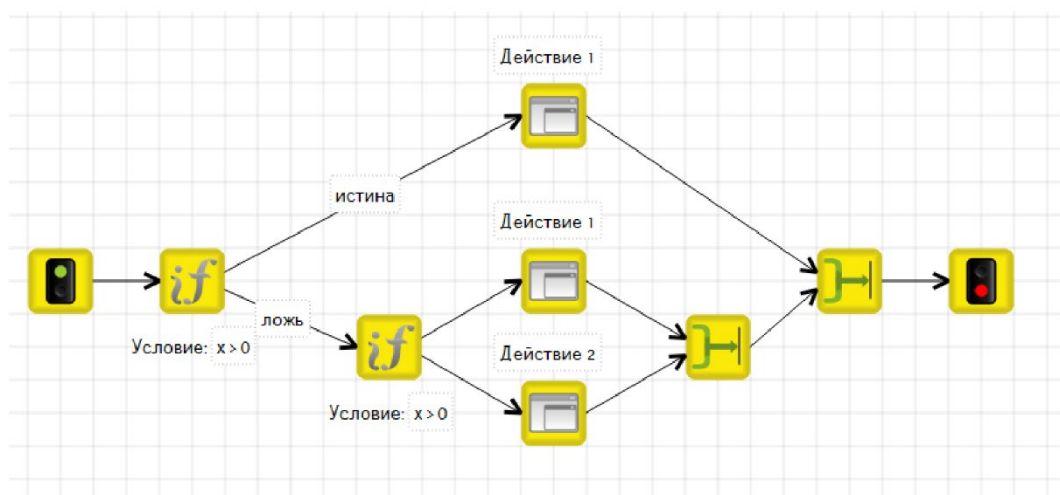 Действие 1
истина
Действие 1
ложь
Условие: x > 0
Действие 2
Условие: x > 0